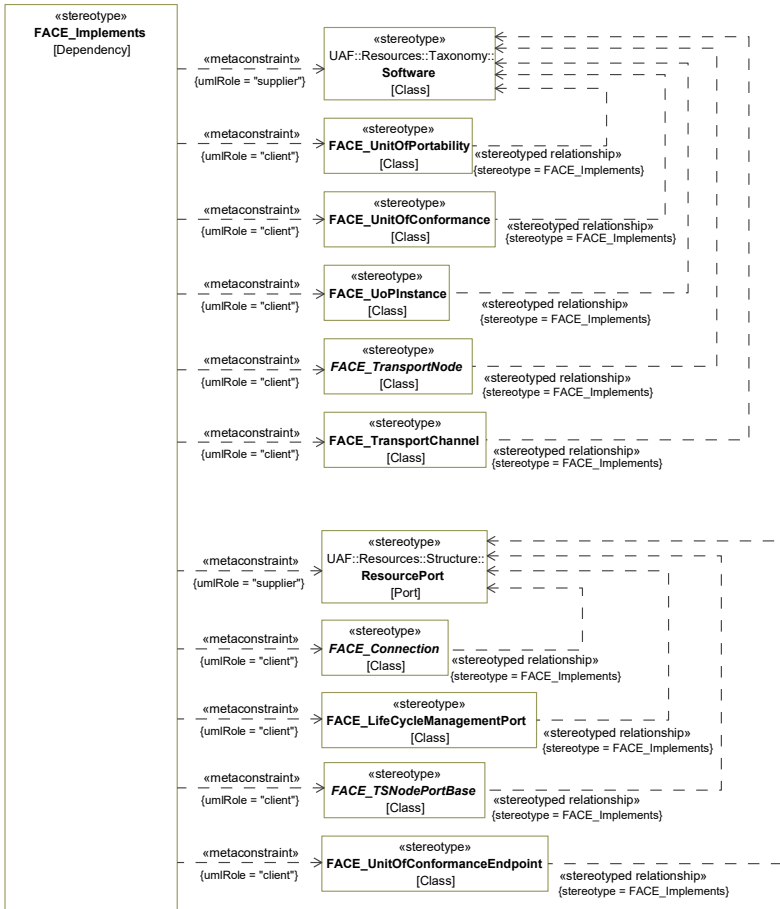 «stereotype»
FACE_Implements
[Dependency]
«metaconstraint»
{umlRole = "supplier"}
«stereotype»
UAF::Resources::Taxonomy::
Software
[Class]
«metaconstraint»
{umlRole = "client"}
«stereotype»
FACE_UnitOfPortability
[Class]
«stereotyped relationship»
{stereotype = FACE_Implements}
«metaconstraint»
{umlRole = "client"}
«stereotype»
FACE_UnitOfConformance
[Class]
«stereotyped relationship»
{stereotype = FACE_Implements}
«metaconstraint»
{umlRole = "client"}
«stereotype»
FACE_UoPInstance
[Class]
«stereotyped relationship»
{stereotype = FACE_Implements}
«metaconstraint»
{umlRole = "client"}
«stereotype»
FACE_TransportNode
[Class]
«stereotyped relationship»
{stereotype = FACE_Implements}
«metaconstraint»
{umlRole = "client"}
«stereotype»
FACE_TransportChannel
[Class]
«stereotyped relationship»
{stereotype = FACE_Implements}
«metaconstraint»
{umlRole = "supplier"}
«stereotype»
UAF::Resources::Structure::
ResourcePort
[Port]
«metaconstraint»
{umlRole = "client"}
«stereotype»
FACE_Connection
[Class]
«stereotyped relationship»
{stereotype = FACE_Implements}
«metaconstraint»
{umlRole = "client"}
«stereotype»
FACE_LifeCycleManagementPort
[Class]
«stereotyped relationship»
{stereotype = FACE_Implements}
«metaconstraint»
{umlRole = "client"}
«stereotype»
FACE_TSNodePortBase
[Class]
«stereotyped relationship»
{stereotype = FACE_Implements}
«metaconstraint»
{umlRole = "client"}
«stereotype»
FACE_UnitOfConformanceEndpoint
[Class]
«stereotyped relationship»
{stereotype = FACE_Implements}